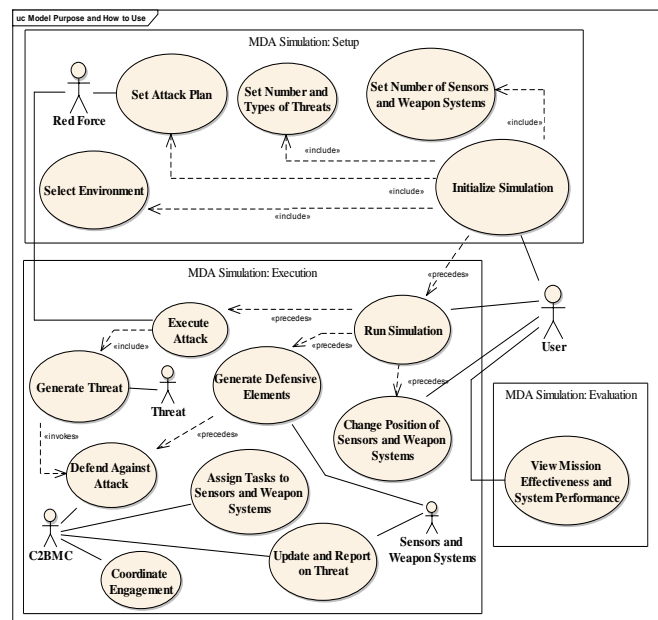 uc Model Purpose and How to Use
MDA Simulation: Setup
Red Force
Set Attack Plan
Set Number and
Types of Threats
Set Number of Sensors
and Weapon Systems
«include»
«include»
«include»
Select Environment
«include»
Initialize Simulation
MDA Simulation: Execution
«precedes»
Execute
Attack
«precedes»
Run Simulation
User
«include»
«precedes»
Generate Threat
Threat
Generate Defensive
Elements
«precedes»
MDA Simulation: Evaluation
«invokes»
«precedes»
Change Position of
Sensors and Weapon
Systems
Defend Against
Attack
Assign Tasks to
Sensors and Weapon
Systems
View Mission
Effectiveness and
System Performance
C2BMC
Coordinate
Engagement
Update and Report
on Threat
Sensors and
Weapon Systems